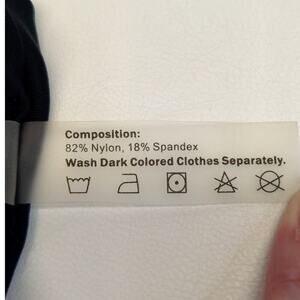 Composition:
82% Nylon, 18% Spandex
Wash Dark Colored Clothes Separately.